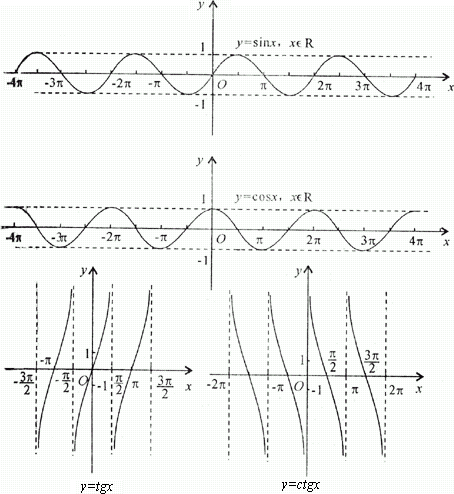 y
1 y=sinx, x∈R
-4π -3π -2π -π O π 2π 3π 4π x
-1
y
1 y=cosx, x∈R
-4π -3π -2π -π O π 2π 3π 4π x
-1
y y
1 1
-3π/2 -π -π/2 O -1 π/2 π 3π/2 x
-2π -π O -1 π/2 π 3π/2 2π x
y=tgx y=ctgx